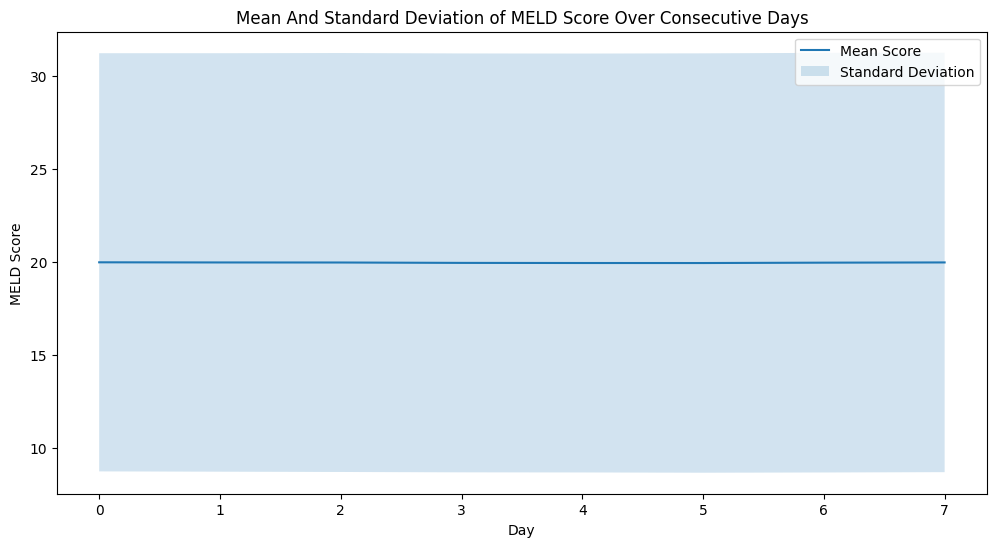 Mean And Standard Deviation of MELD Score Over Consecutive Days
Mean Score
Standard Deviation
MELD Score
30
25
20
15
10
0 1 2 3 4 5 6 7
Day